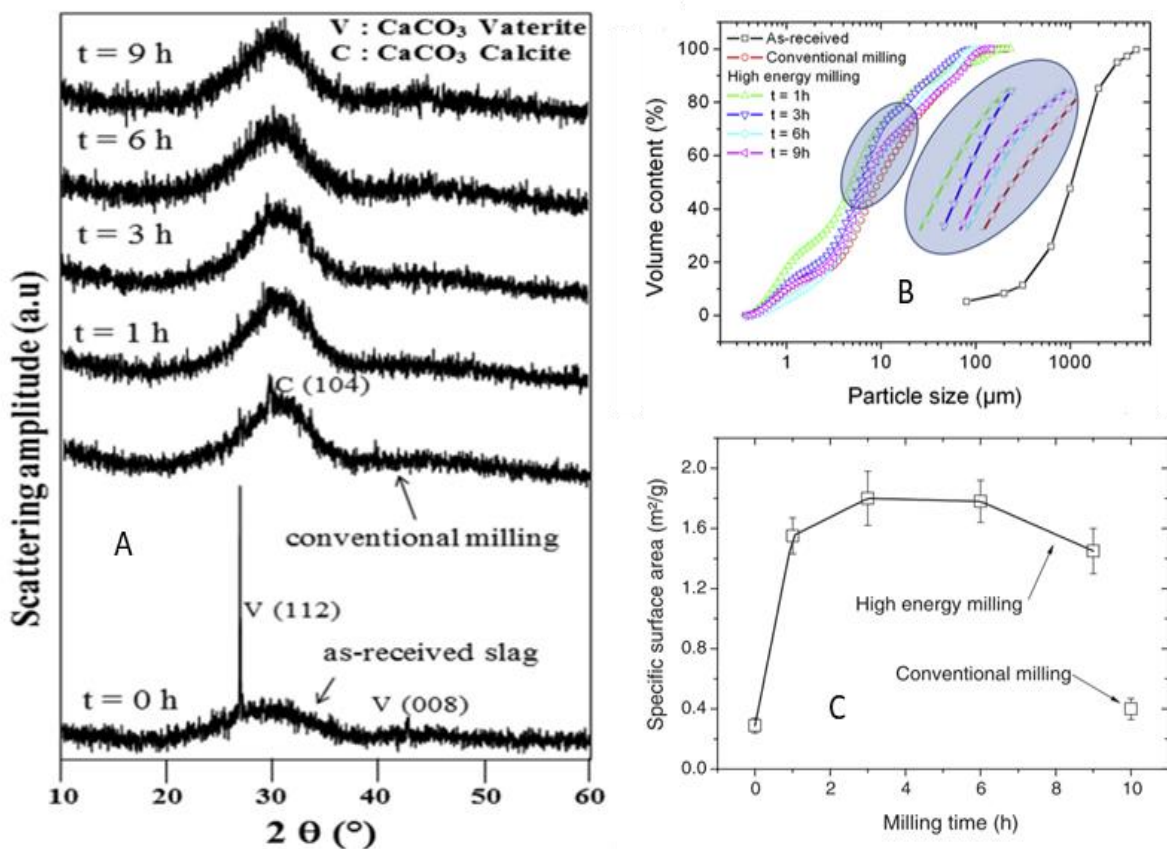 V : CaCO₃ Vaterite
C : CaCO₃ Calcite
t = 9 h
t = 6 h
t = 3 h
t = 1 h
C (104)
conventional milling
A
V (112)
as-received slag
t = 0 h
V (008)
Scattering amplitude (a.u)
10
20
30
40
50
60
2 Θ (°)
As-received
Conventional milling
High energy milling
t = 1h
t = 3h
t = 6h
t = 9h
B
Volume content (%)
100
80
60
40
20
0
1
10
100
1000
Particle size (µm)
Specific surface area (m²/g)
2.0
1.6
1.2
0.8
0.4
0.0
High energy milling
Conventional milling
C
0
2
4
6
8
10
Milling time (h)